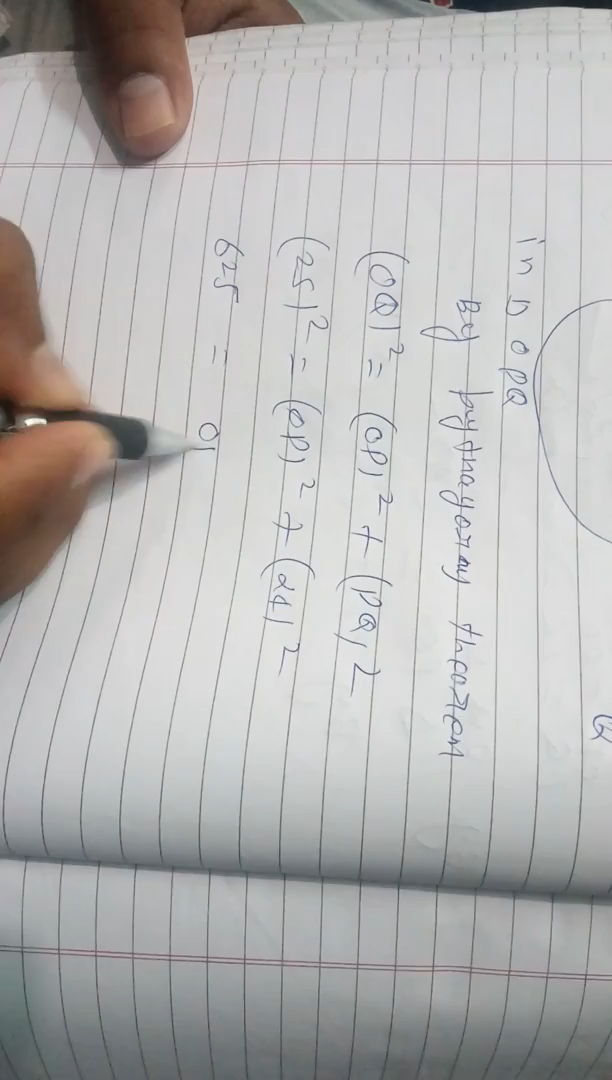 Q
in △ OPQ
By pythagoras theorem
(OQ)² = (OP)² + (PQ)²
(25)² = (OP)² + (24)²
625 = O